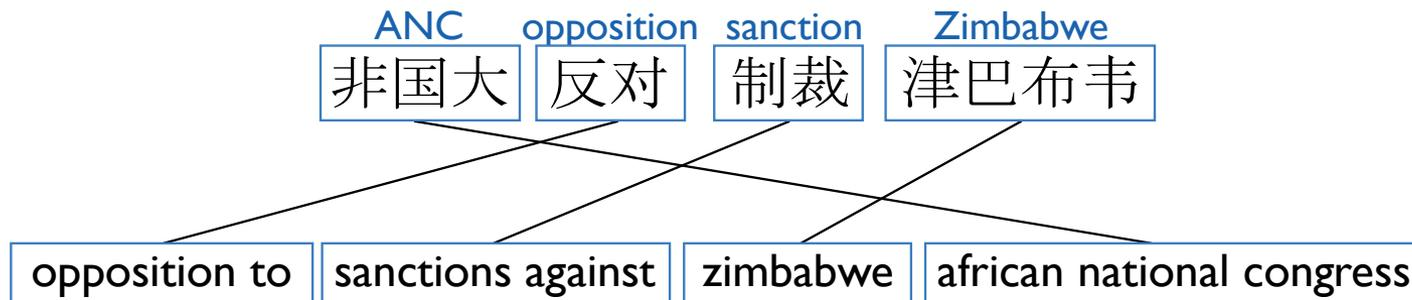 ANC opposition sanction Zimbabwe
非国大 反对 制裁 津巴布韦
opposition to sanctions against zimbabwe african national congress